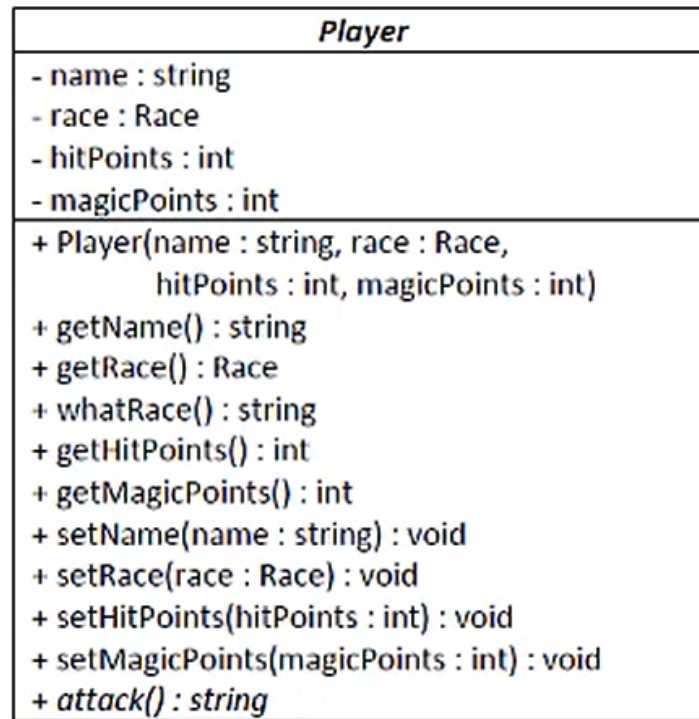 Player
- name : string
- race : Race
- hitPoints : int
- magicPoints : int
+ Player(name : string, race : Race,
hitPoints : int, magicPoints : int)
+ getName() : string
+ getRace() : Race
+ whatRace() : string
+ getHitPoints() : int
+ getMagicPoints() : int
+ setName(name : string) : void
+ setRace(race : Race) : void
+ setHitPoints(hitPoints : int) : void
+ setMagicPoints(magicPoints : int) : void
+ attack() : string